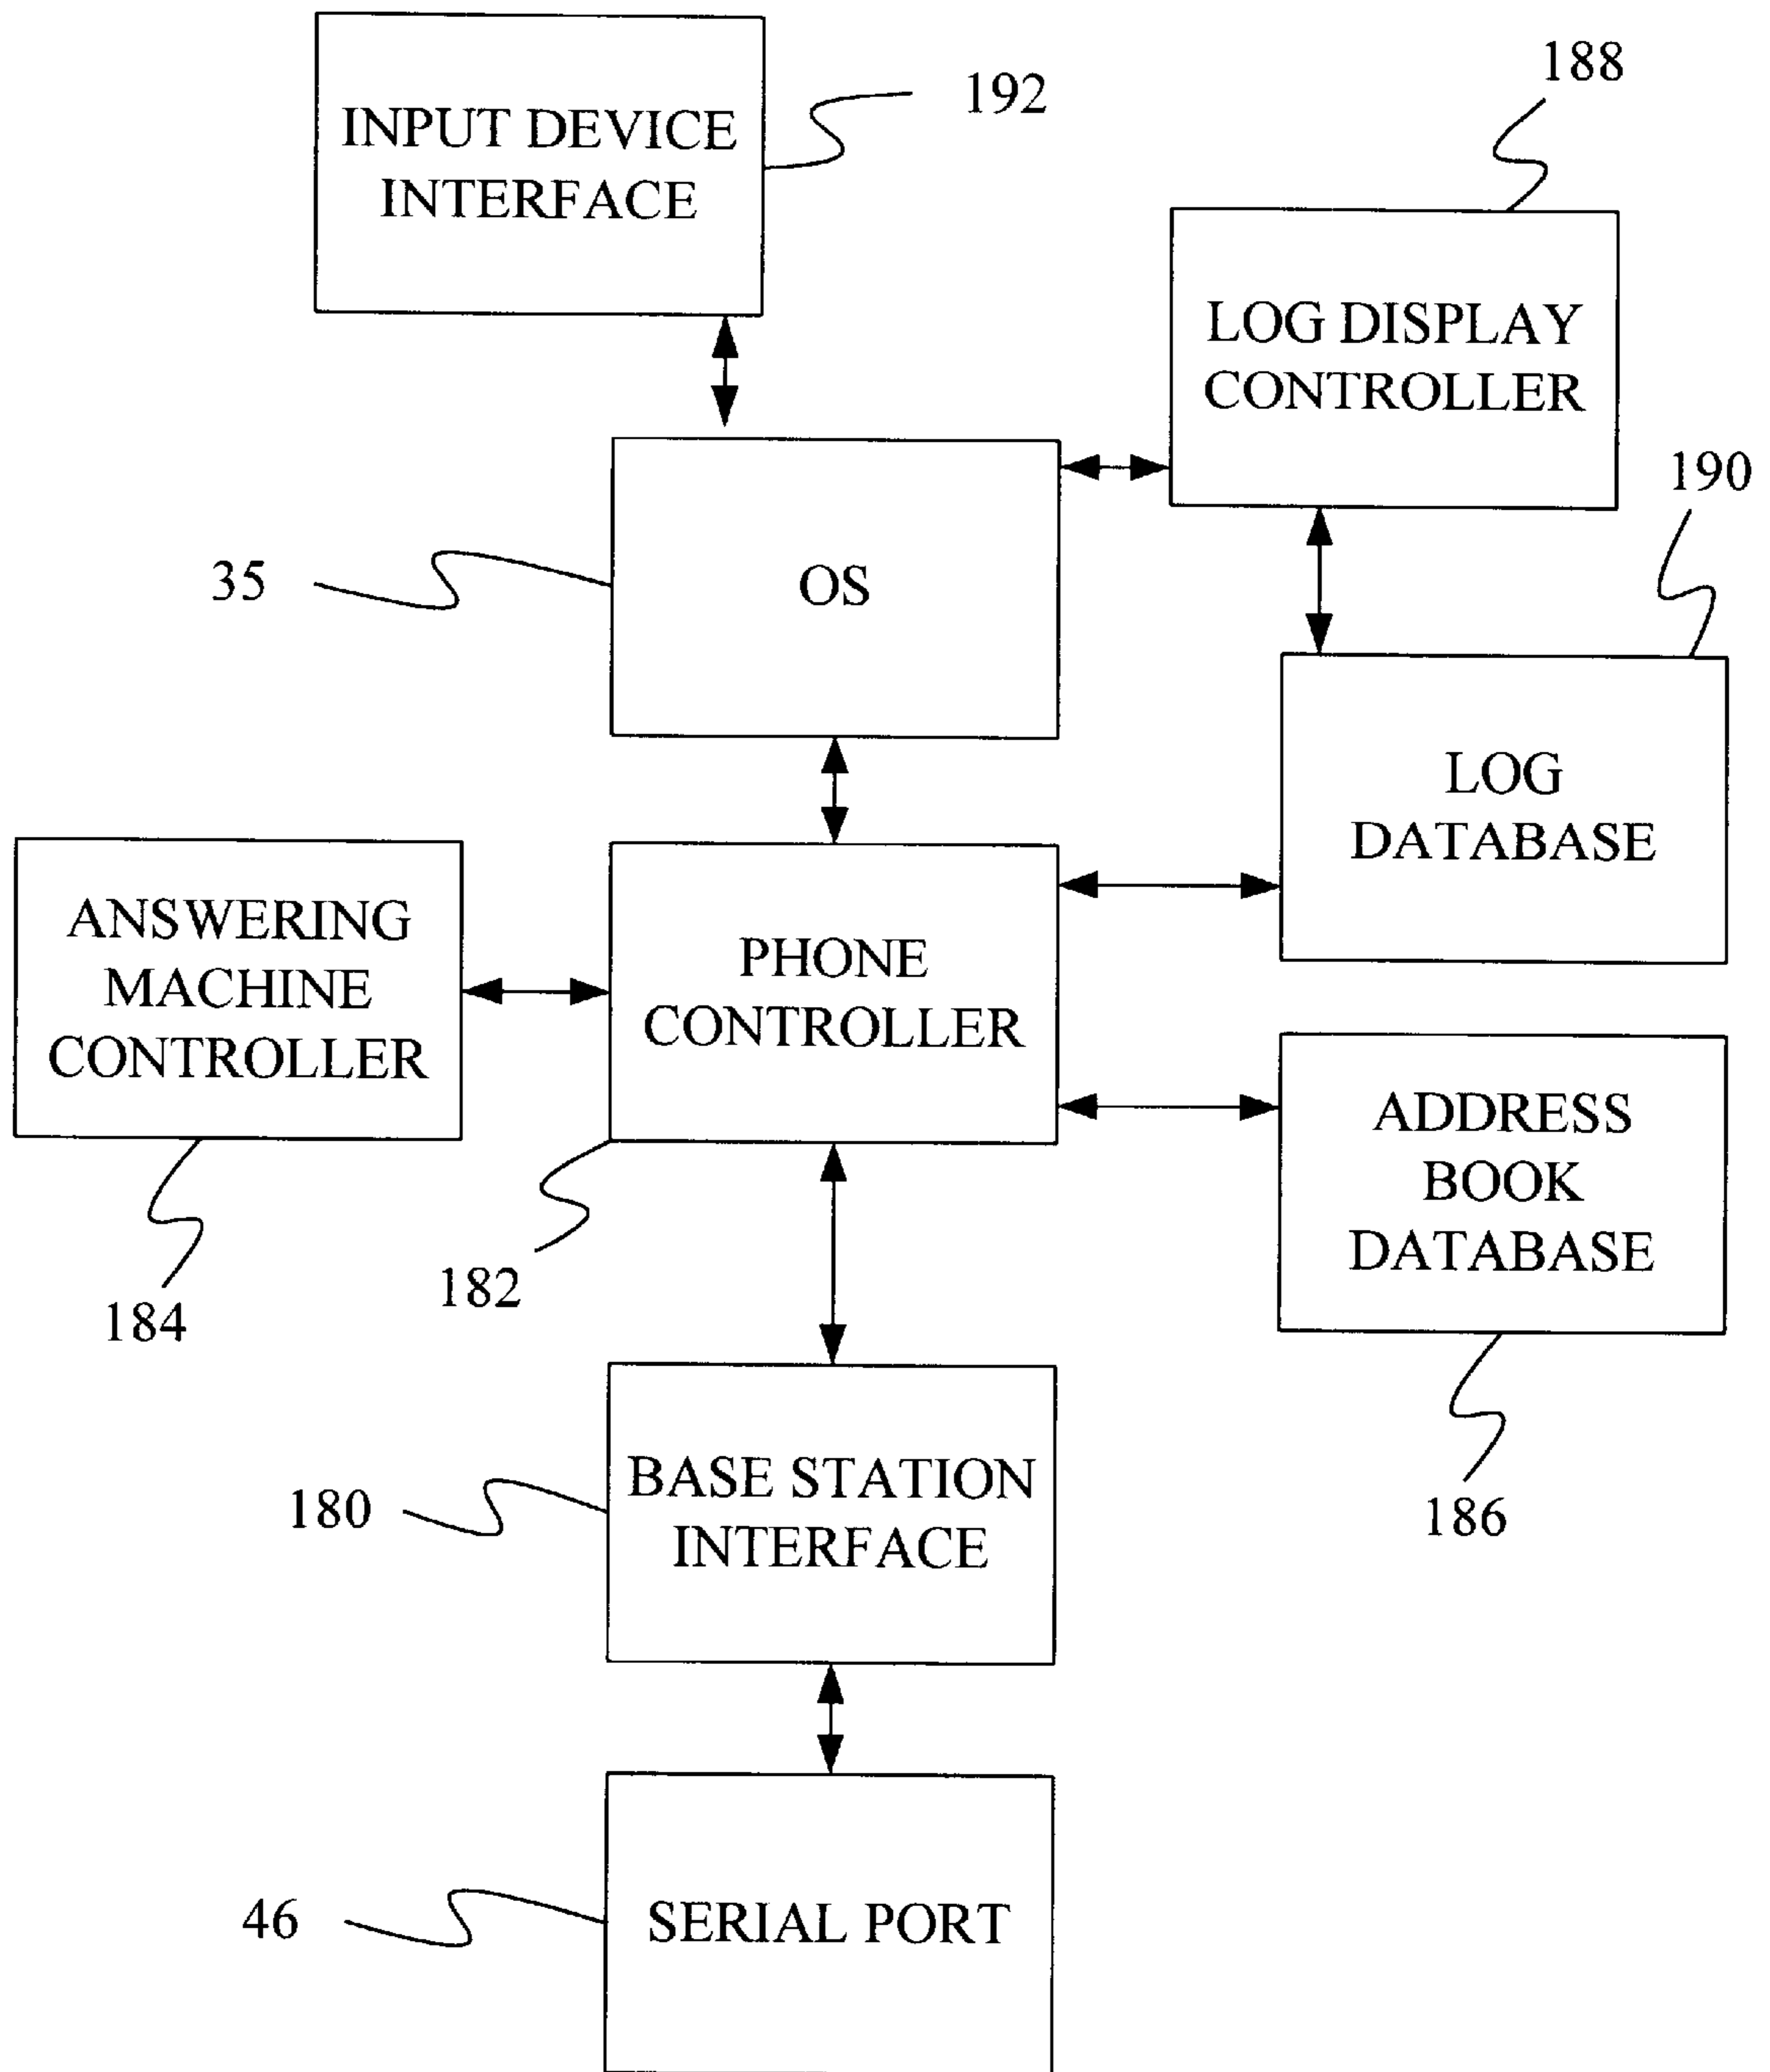 INPUT DEVICE
INTERFACE
192
188
LOG DISPLAY
CONTROLLER
190
35
OS
LOG
DATABASE
ANSWERING
MACHINE
CONTROLLER
PHONE
CONTROLLER
ADDRESS
BOOK
DATABASE
184
182
186
180
BASE STATION
INTERFACE
46
SERIAL PORT